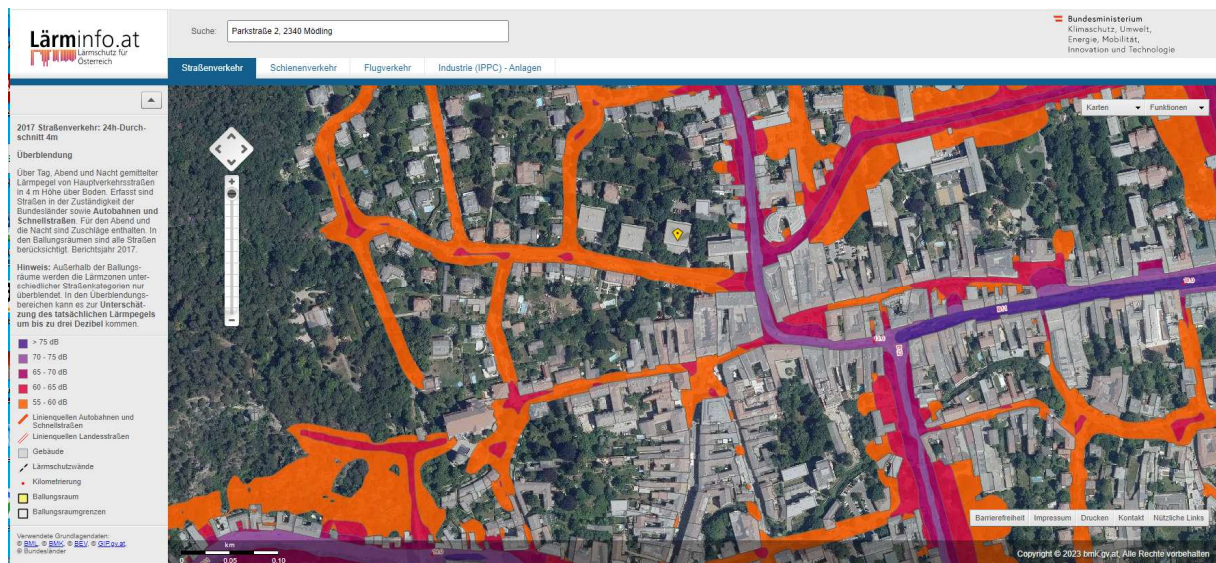 Lärminfo.at
Lärmschutz für
Österreich
Suche:
Parkstraße 2, 2340 Mödling
Bundesministerium
Klimaschutz, Umwelt,
Energie, Mobilität,
Innovation und Technologie
Straßenverkehr
Schienenverkehr
Flugverkehr
Industrie (IPPC) - Anlagen
Karten
Funktionen
2017 Straßenverkehr: 24h-Durch-
schnitt 4m
Überblendung
Über Tag, Abend und Nacht gemittelter
Lärmpegel von Hauptverkehrsstraßen
in 4 m Höhe über Boden. Erfasst sind
Straßen in der Zuständigkeit der
Bundesländer sowie Autobahnen und
Schnellstraßen. Für den Abend und
die Nacht sind Zuschläge enthalten. In
den Ballungsräumen sind alle Straßen
berücksichtigt. Berichtsjahr 2017.
Hinweis: Außerhalb der Ballungs-
räume werden die Lärmzonen unter-
schiedlicher Straßenkategorien nur
überblendet. In den Überblendungs-
bereichen kann es zur Unterschät-
zung des tatsächlichen Lärmpegels
um bis zu drei Dezibel kommen.
> 75 dB
70 - 75 dB
65 - 70 dB
60 - 65 dB
55 - 60 dB
Linienquellen Autobahnen und
Schnellstraßen
Linienquellen Landesstraßen
Gebäude
Lärmschutzwände
Kilometrierung
Ballungsraum
Ballungsraumgrenzen
Verwendete Grundlagendaten:
© BML, © BMK, © BEV, © GIP.gv.at,
© Bundesländer
km
0 0.05 0.10
Barrierefreiheit Impressum Drucken Kontakt Nützliche Links
Copyright © 2023 bmk.gv.at, Alle Rechte vorbehalten